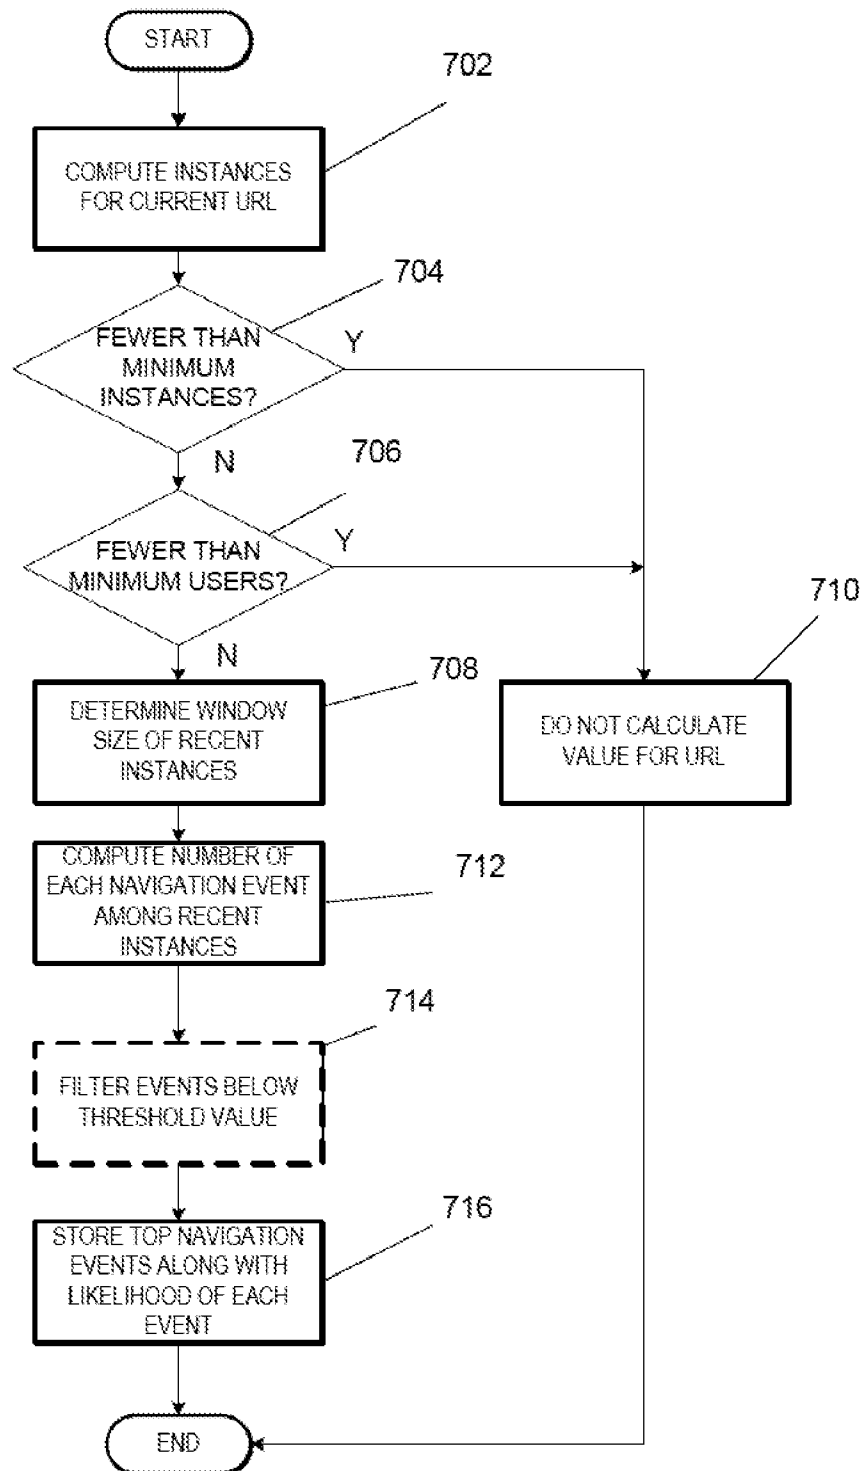 START
702
COMPUTE INSTANCES
FOR CURRENT URL
704
FEWER THAN
MINIMUM
INSTANCES?
Y
N
706
FEWER THAN
MINIMUM USERS?
Y
N
708
DETERMINE WINDOW
SIZE OF RECENT
INSTANCES
710
DO NOT CALCULATE
VALUE FOR URL
COMPUTE NUMBER OF
EACH NAVIGATION EVENT
AMONG RECENT
INSTANCES
712
714
FILTER EVENTS BELOW
THRESHOLD VALUE
716
STORE TOP NAVIGATION
EVENTS ALONG WITH
LIKELIHOOD OF EACH
EVENT
END